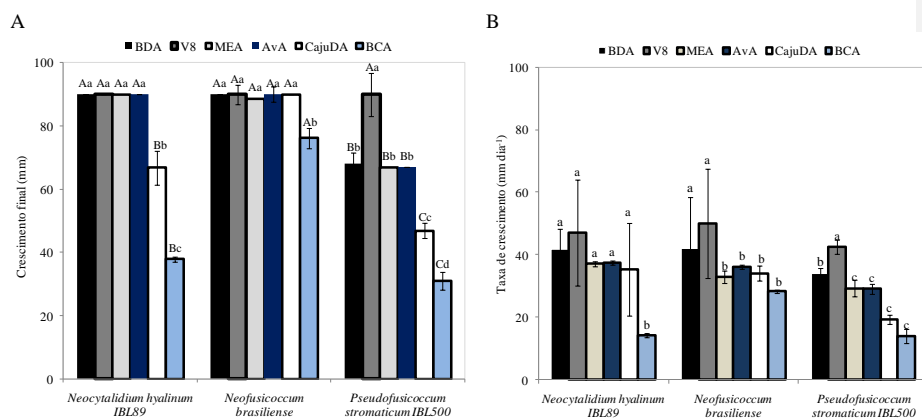 A
BDA V8 MEA AvA CajuDA BCA
Crescimento final (mm)
100
80
60
40
20
0
Aa Aa Aa Aa Bb Bc
Aa Aa Aa Aa Aa Ab
Bb Aa Bb Bb Cc Cd
Neocytalidium hyalinum
IBL89
Neofusicoccum
brasiliense
Pseudofusicoccum
stromaticum IBL500
B
BDA V8 MEA AvA CajuDA BCA
Taxa de crescimento (mm dia-1)
100
80
60
40
20
0
a a a a a b
a a b b b b
b a c c c c
Neocytalidium hyalinum
IBL89
Neofusicoccum
brasiliense
Pseudofusicoccum
stromaticum IBL500